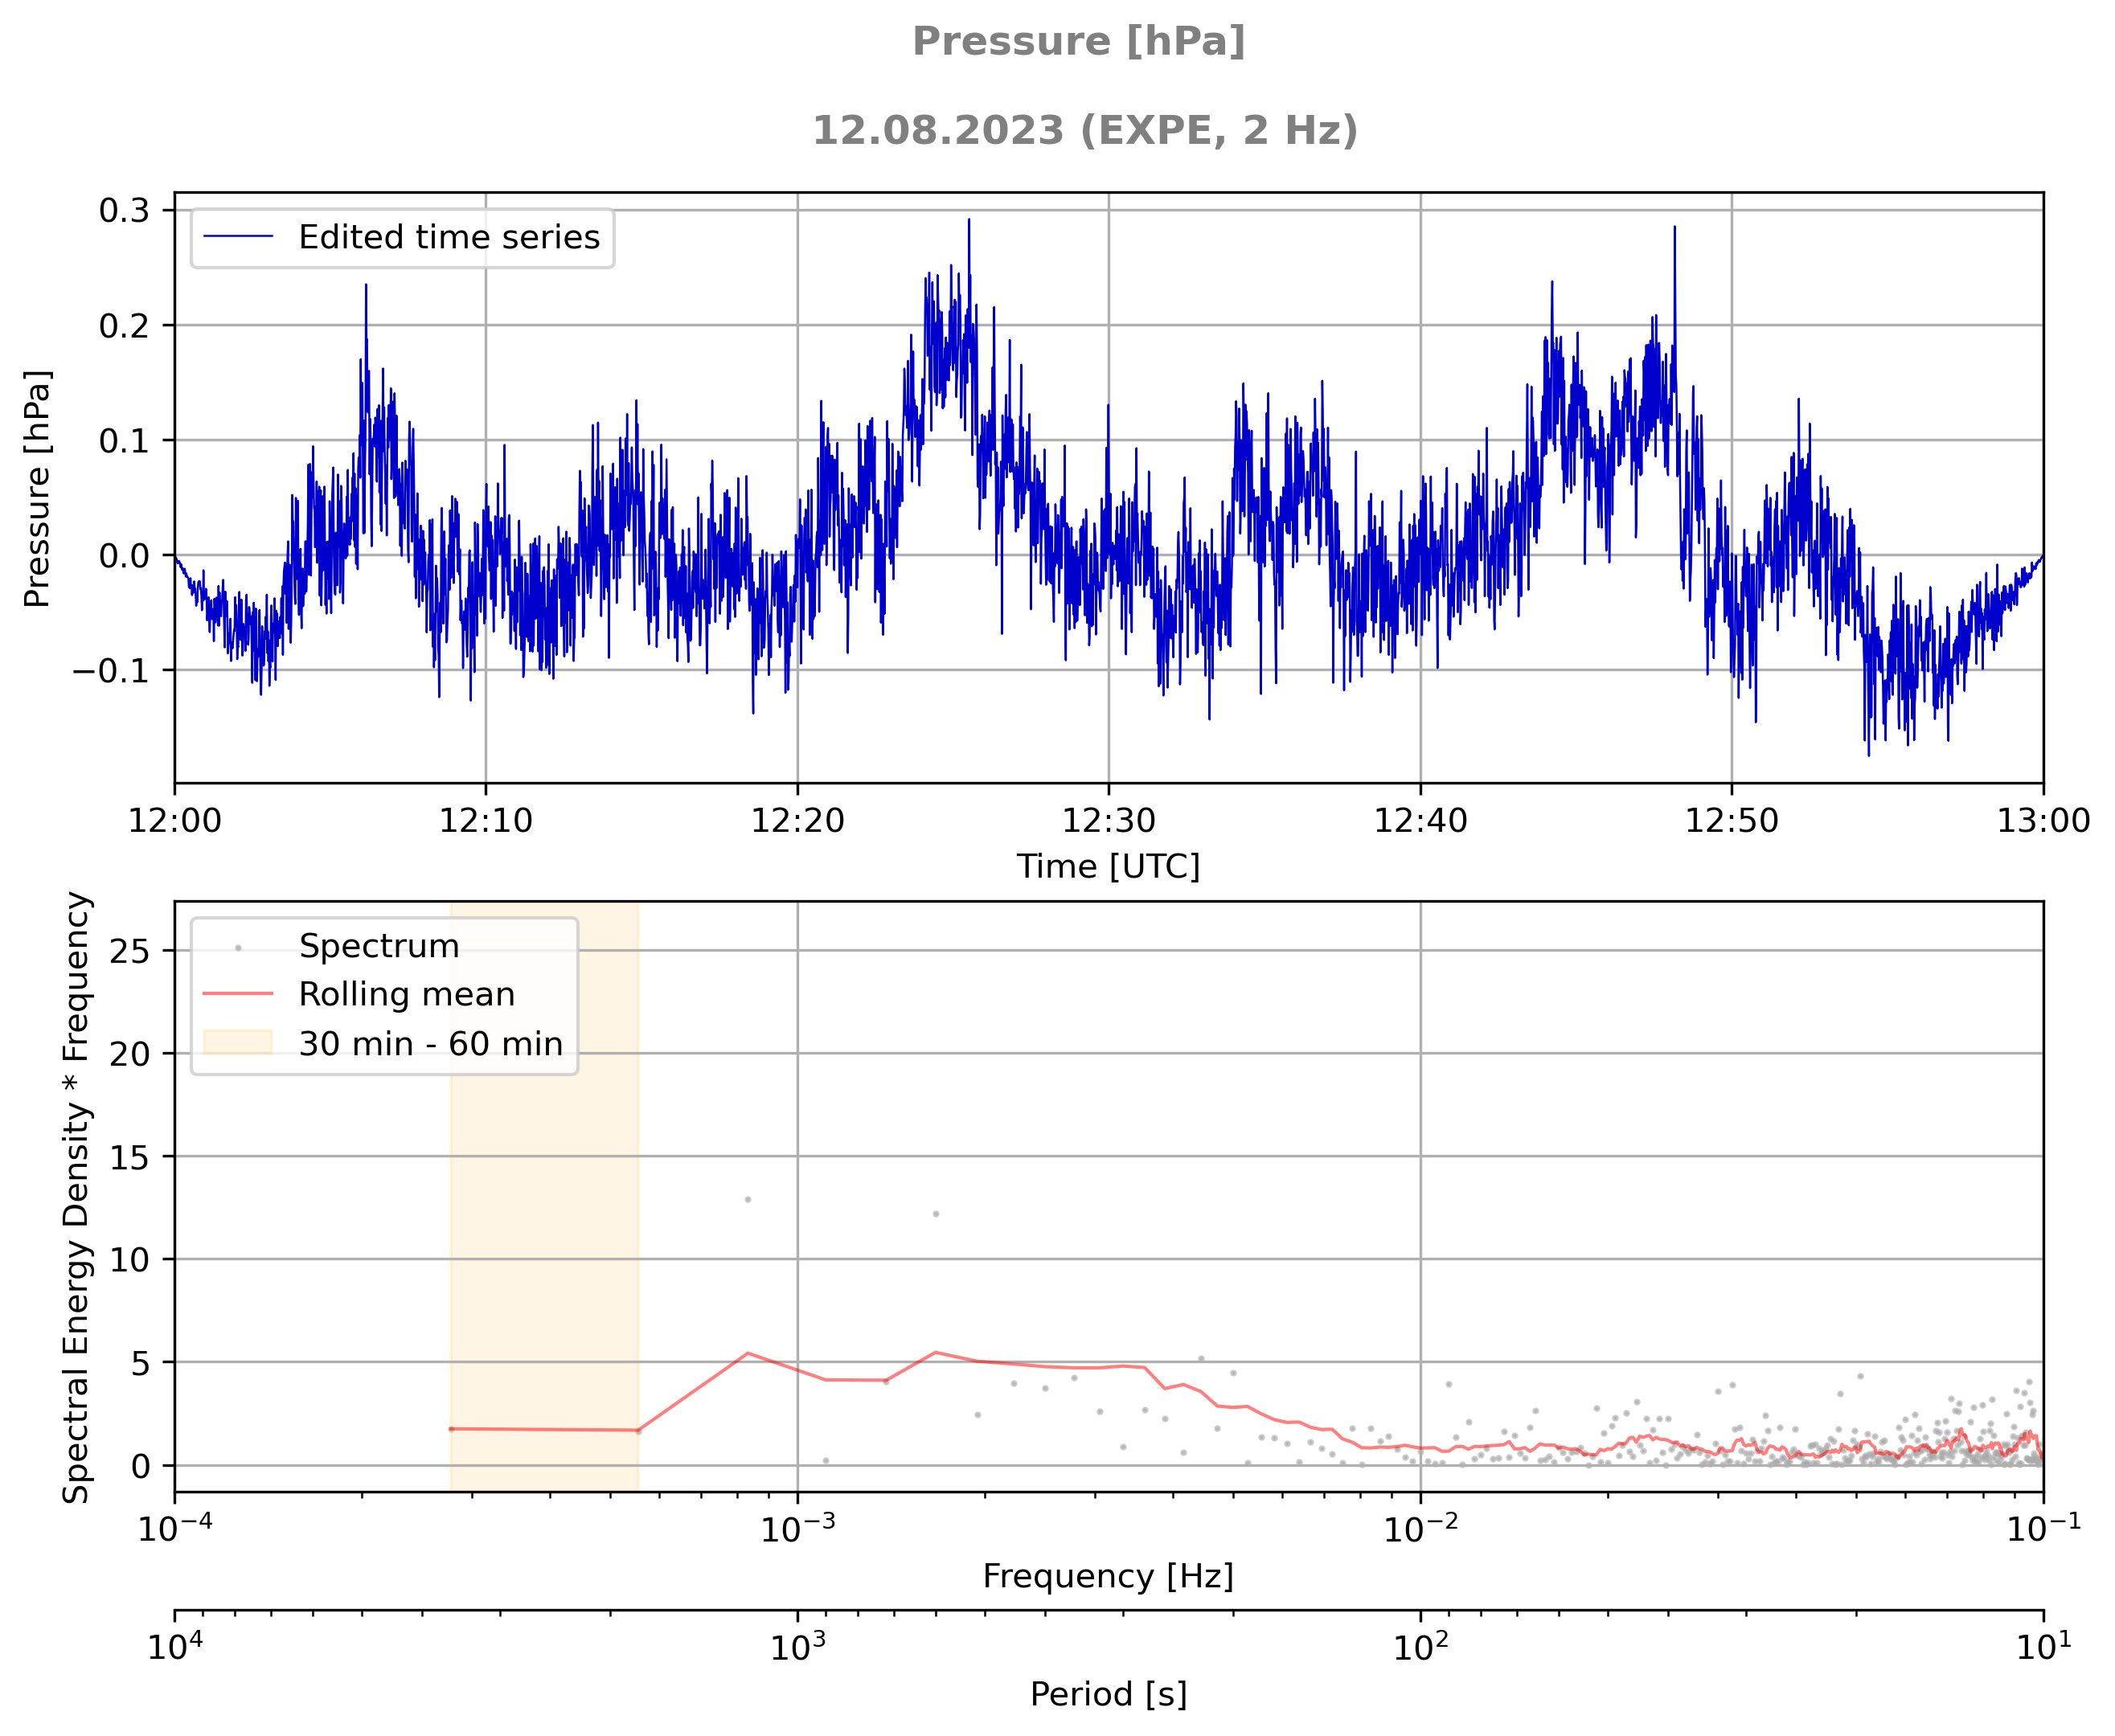 Pressure [hPa]
12.08.2023 (EXPE, 2 Hz)
Pressure [hPa]
0.3
0.2
0.1
0.0
−0.1
Edited time series
12:00 12:10 12:20 12:30 12:40 12:50 13:00
Time [UTC]
Spectral Energy Density * Frequency
25
20
15
10
5
0
Spectrum
Rolling mean
30 min - 60 min
10⁻⁴ 10⁻³ 10⁻² 10⁻¹
Frequency [Hz]
10⁴ 10³ 10² 10¹
Period [s]